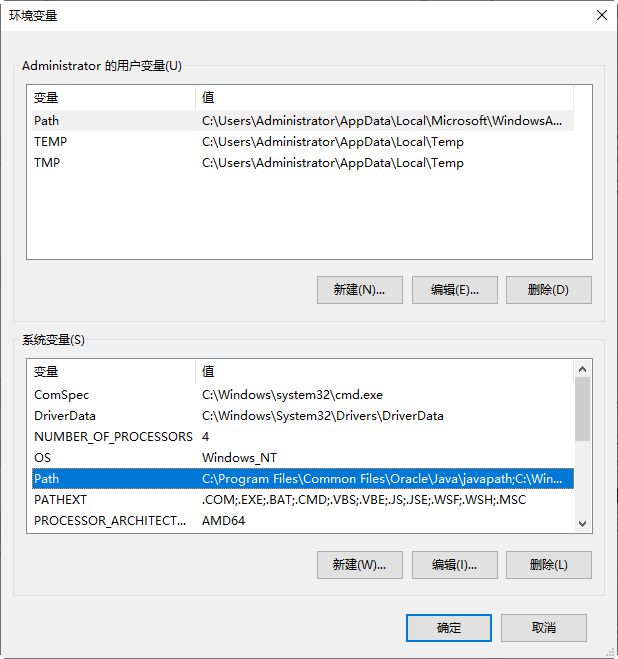 环境变量
Administrator 的用户变量(U)
变量 值
Path C:\Users\Administrator\AppData\Local\Microsoft\WindowsA...
TEMP C:\Users\Administrator\AppData\Local\Temp
TMP C:\Users\Administrator\AppData\Local\Temp
新建(N)... 编辑(E)... 删除(D)
系统变量(S)
变量 值
ComSpec C:\Windows\system32\cmd.exe
DriverData C:\Windows\System32\Drivers\DriverData
NUMBER_OF_PROCESSORS 4
OS Windows_NT
Path C:\Program Files\Common Files\Oracle\Java\javapath;C:\Win...
PATHEXT .COM;.EXE;.BAT;.CMD;.VBS;.VBE;.JS;.JSE;.WSF;.WSH;.MSC
PROCESSOR_ARCHITECT... AMD64
新建(W)... 编辑(I)... 删除(L)
确定 取消